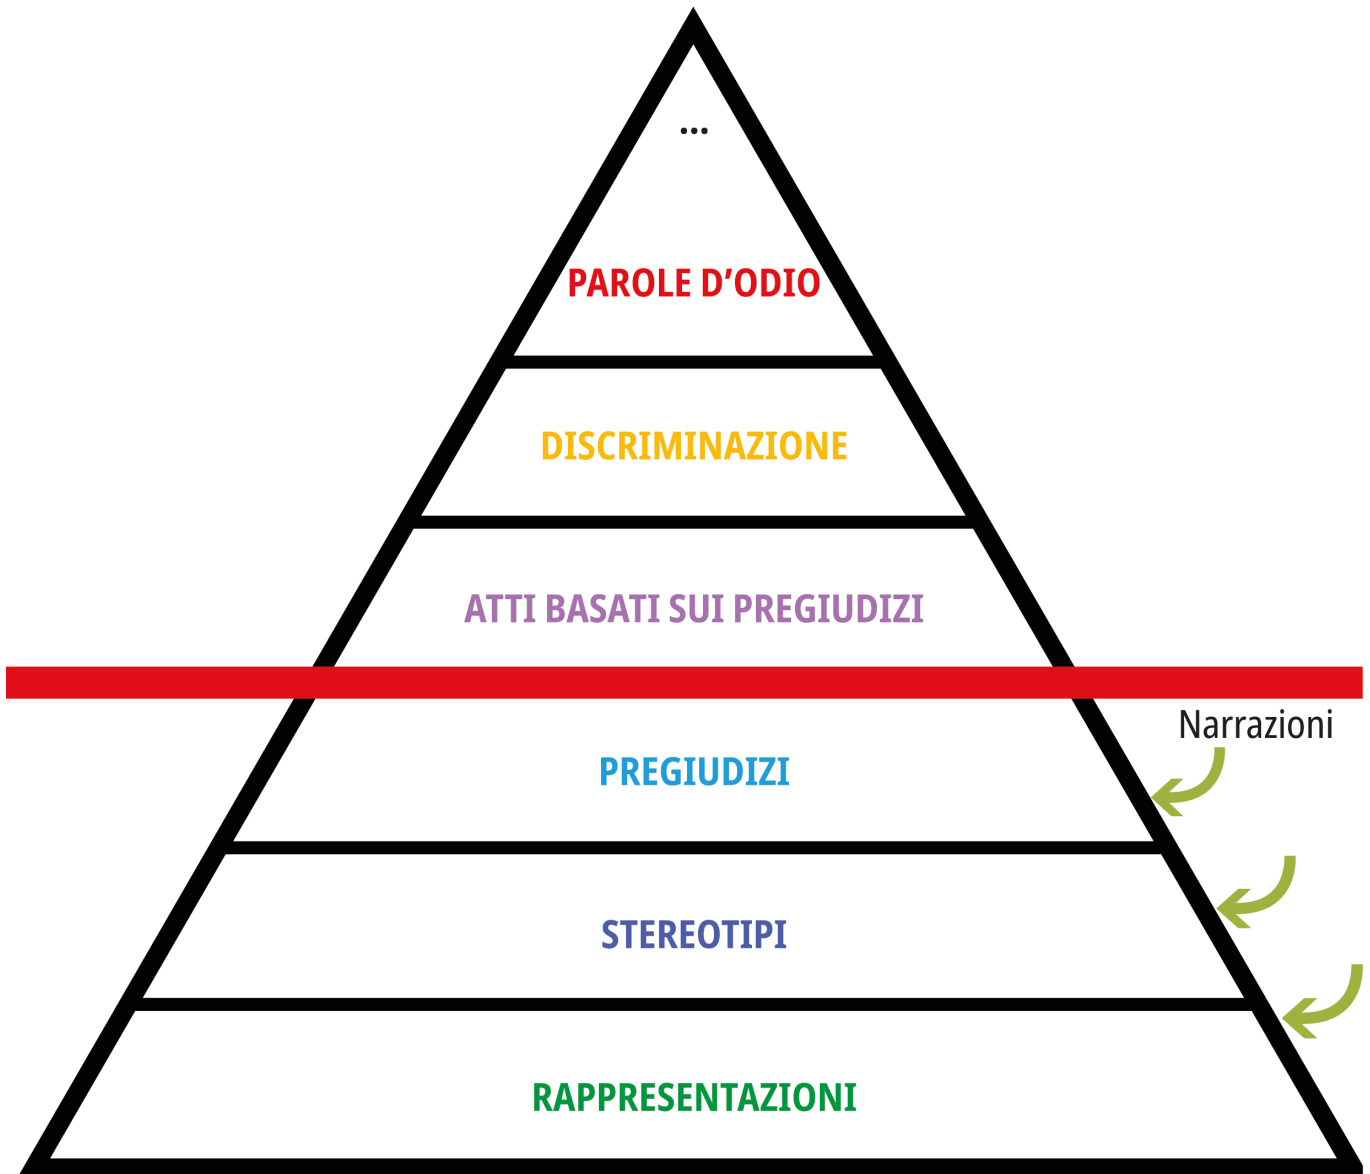 ...
PAROLE D’ODIO
DISCRIMINAZIONE
ATTI BASATI SUI PREGIUDIZI
Narrazioni
PREGIUDIZI
STEREOTIPI
RAPPRESENTAZIONI